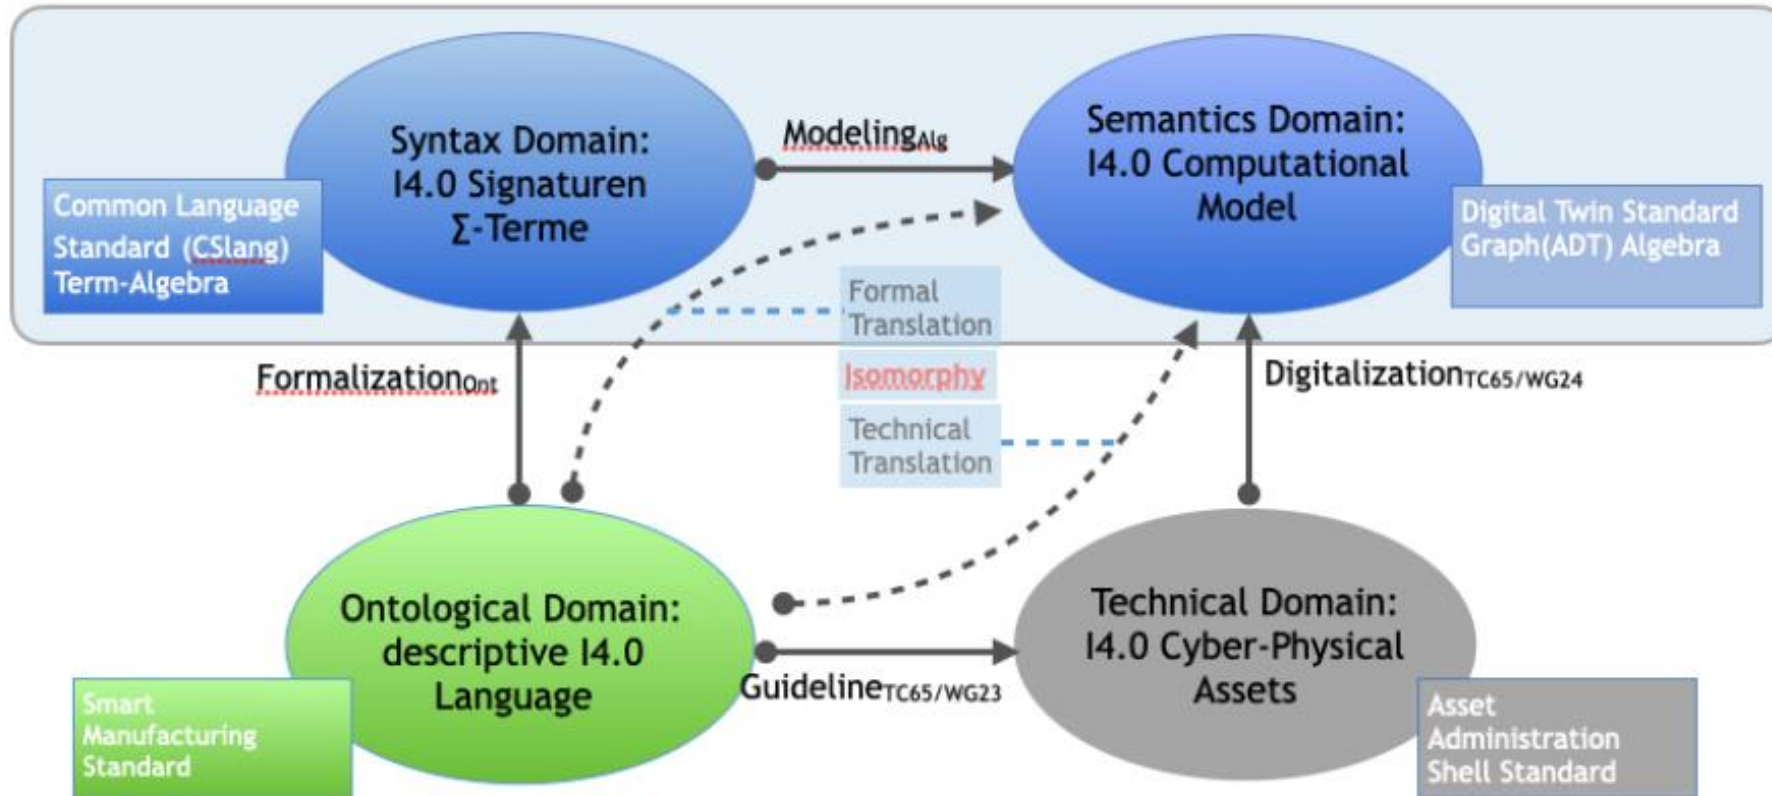 Syntax Domain:
I4.0 Signaturen
Σ-Terme
Common Language
Standard (CSlang)
Term-Algebra
ModelingAlg
Semantics Domain:
I4.0 Computational
Model
Digital Twin Standard
Graph(ADT) Algebra
Formal
Translation
Isomorphy
Technical
Translation
FormalizationOnt
DigitalizationTC65/WG24
Ontological Domain:
descriptive I4.0
Language
Smart
Manufacturing
Standard
GuidelineTC65/WG23
Technical Domain:
I4.0 Cyber-Physical
Assets
Asset
Administration
Shell Standard